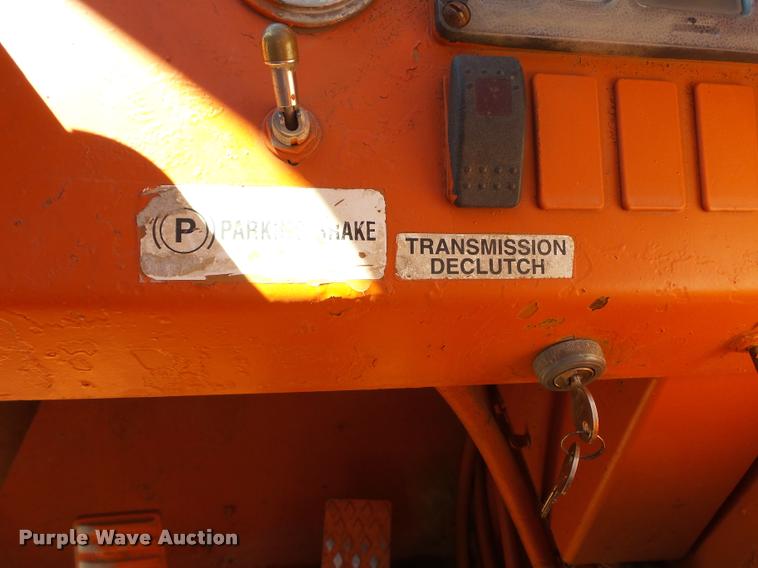 (P) PARKING BRAKE
TRANSMISSION
DECLUTCH
Purple Wave Auction